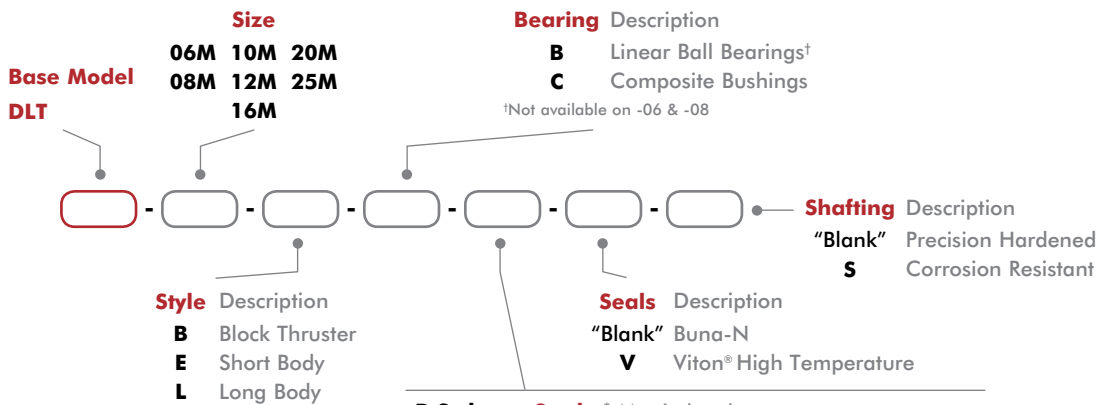 Size
06M 10M 20M
08M 12M 25M
16M
Base Model
DLT
Bearing Description
B Linear Ball Bearings†
C Composite Bushings
†Not available on -06 & -08
- - - - - -
Shafting Description
"Blank" Precision Hardened
S Corrosion Resistant
Style Description
B Block Thruster
E Short Body
L Long Body
Seals Description
"Blank" Buna-N
V Viton® High Temperature